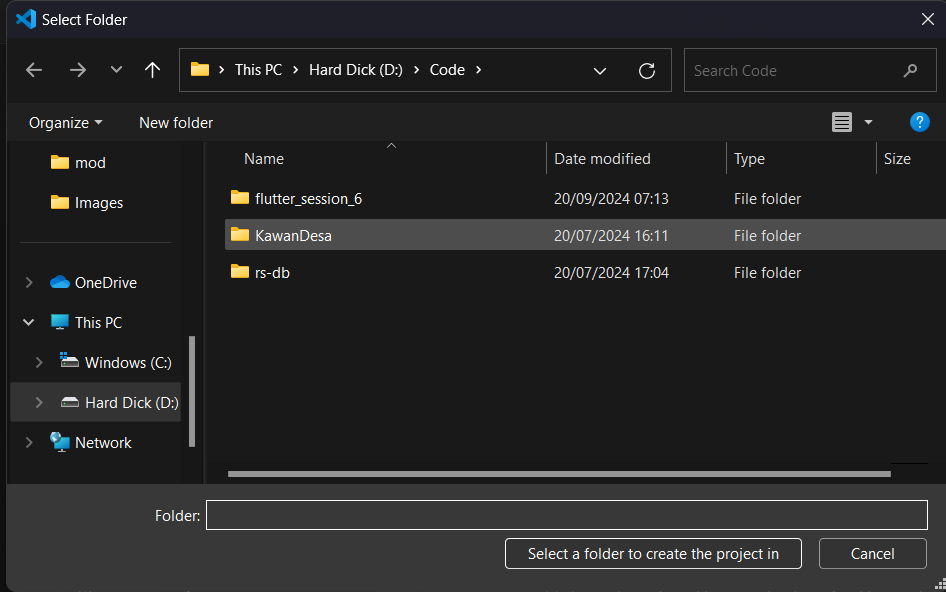 Select Folder
This PC
Hard Dick (D:)
Code
Search Code
Organize
New folder
?
Name
Date modified
Type
Size
mod
Images
OneDrive
This PC
Windows (C:)
Hard Dick (D:)
Network
flutter_session_6 20/09/2024 07:13 File folder
KawanDesa 20/07/2024 16:11 File folder
rs-db 20/07/2024 17:04 File folder
Folder:
Select a folder to create the project in
Cancel